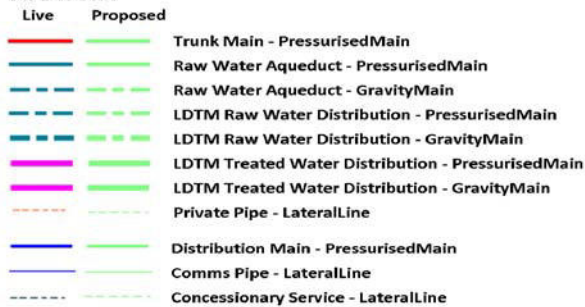 Live Proposed
Trunk Main - PressurisedMain
Raw Water Aqueduct - PressurisedMain
Raw Water Aqueduct - GravityMain
LDTM Raw Water Distribution - PressurisedMain
LDTM Raw Water Distribution - GravityMain
LDTM Treated Water Distribution - PressurisedMain
LDTM Treated Water Distribution - GravityMain
Private Pipe - LateralLine
Distribution Main - PressurisedMain
Comms Pipe - LateralLine
Concessionary Service - LateralLine